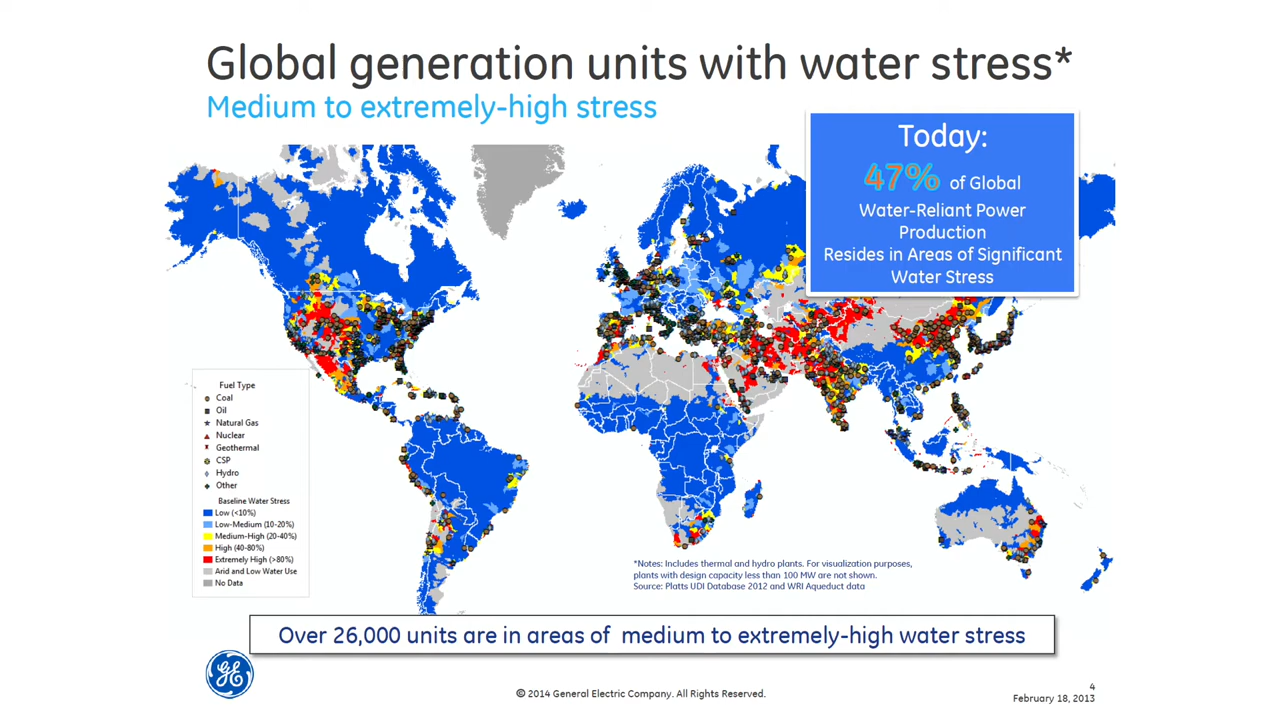 Global generation units with water stress*
Medium to extremely-high stress
Today:
47% of Global
Water-Reliant Power
Production
Resides in Areas of Significant
Water Stress
Fuel Type
Coal
Oil
Natural Gas
Nuclear
Geothermal
CSP
Hydro
Other
Baseline Water Stress
Low (<10%)
Low-Medium (10-20%)
Medium-High (20-40%)
High (40-80%)
Extremely High (>80%)
Arid and Low Water Use
No Data
*Notes: Includes thermal and hydro plants. For visualization purposes,
plants with design capacity less than 100 MW are not shown.
Source: Platts UDI Database 2012 and WRI Aqueduct data
Over 26,000 units are in areas of medium to extremely-high water stress
GE
© 2014 General Electric Company. All Rights Reserved.
4
February 18, 2013